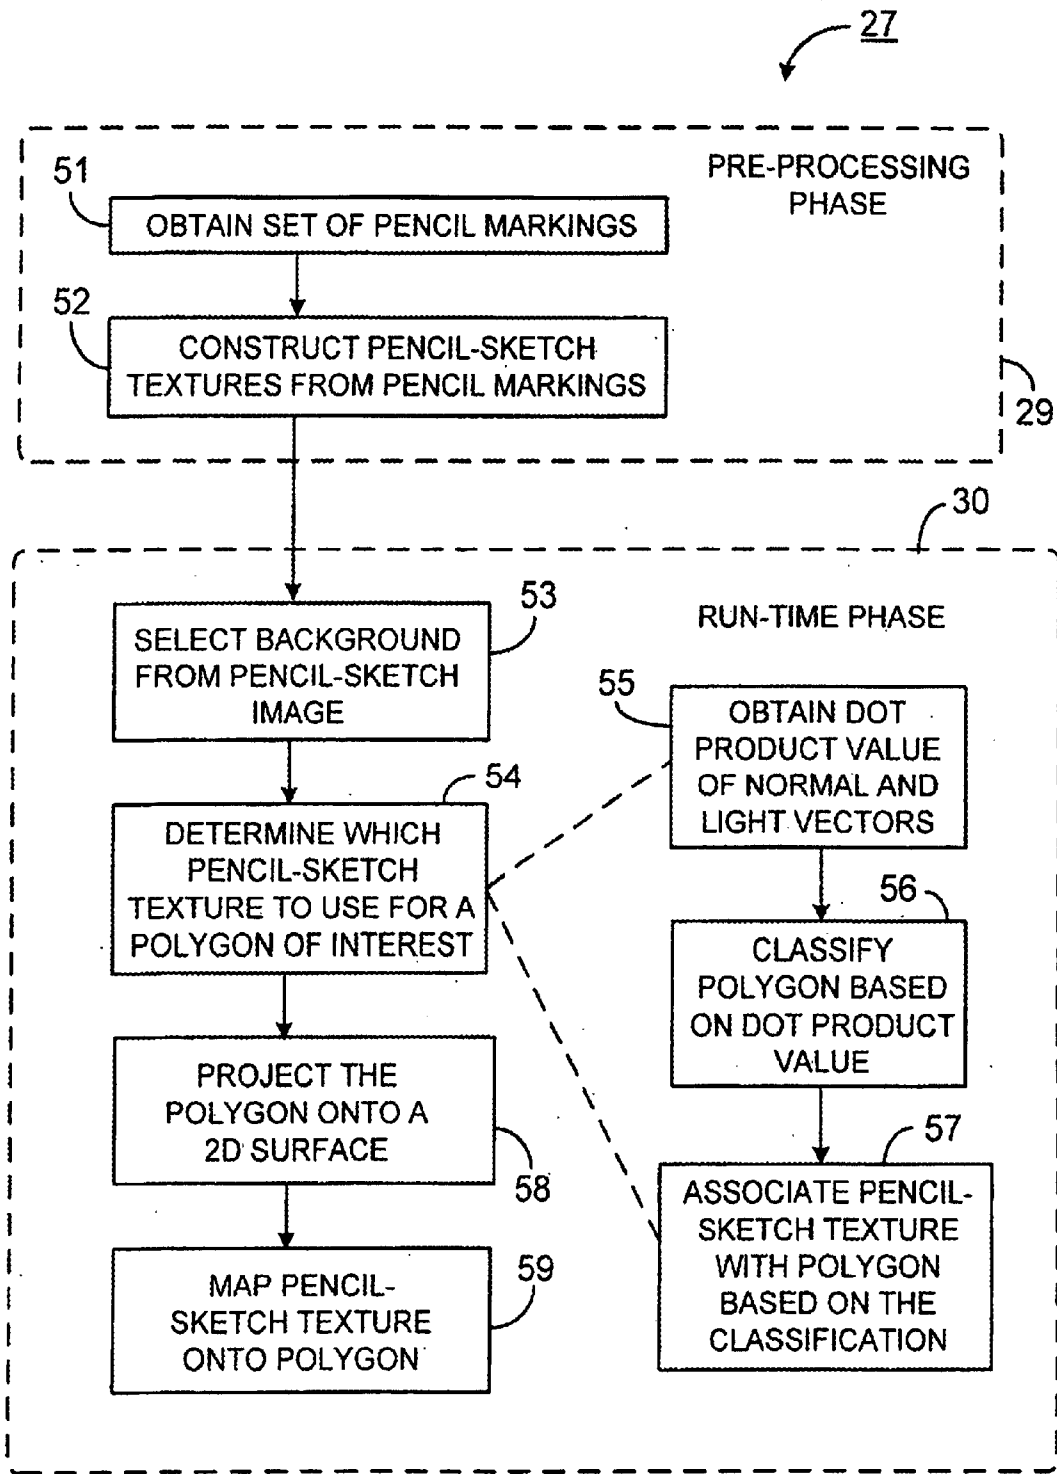 27
PRE-PROCESSING
PHASE
51
OBTAIN SET OF PENCIL MARKINGS
52
CONSTRUCT PENCIL-SKETCH
TEXTURES FROM PENCIL MARKINGS
29
30
RUN-TIME PHASE
53
SELECT BACKGROUND
FROM PENCIL-SKETCH
IMAGE
54
DETERMINE WHICH
PENCIL-SKETCH
TEXTURE TO USE FOR A
POLYGON OF INTEREST
55
OBTAIN DOT
PRODUCT VALUE
OF NORMAL AND
LIGHT VECTORS
56
CLASSIFY
POLYGON BASED
ON DOT PRODUCT
VALUE
57
ASSOCIATE PENCIL-
SKETCH TEXTURE
WITH POLYGON
BASED ON THE
CLASSIFICATION
PROJECT THE
POLYGON ONTO A
2D SURFACE
58
MAP PENCIL-
SKETCH TEXTURE
ONTO POLYGON
59